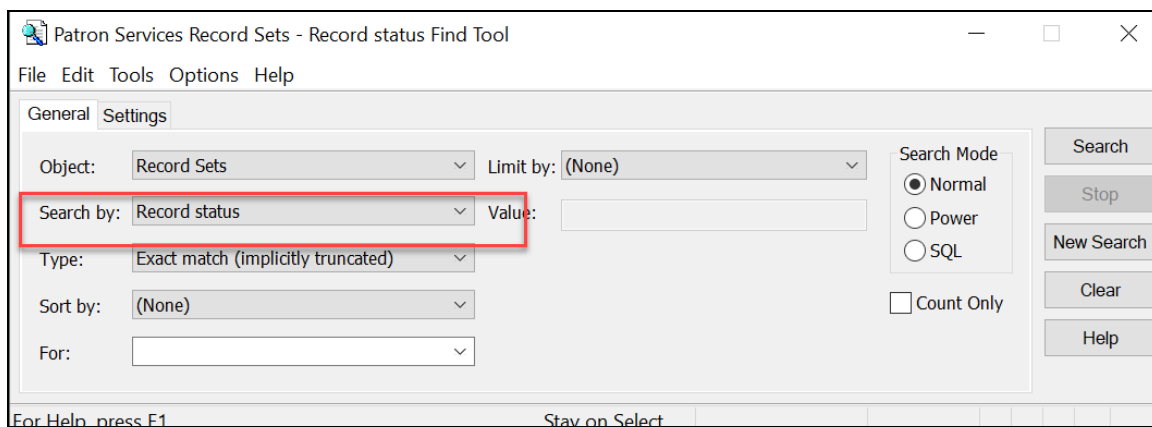 Patron Services Record Sets - Record status Find Tool
File Edit Tools Options Help
General Settings
Object: Record Sets Limit by: (None)
Search by: Record status Value:
Type: Exact match (implicitly truncated)
Sort by: (None)
For:
Search Mode
Normal
Power
SQL
Count Only
Search
Stop
New Search
Clear
Help
For Help, press F1 Stay on Select